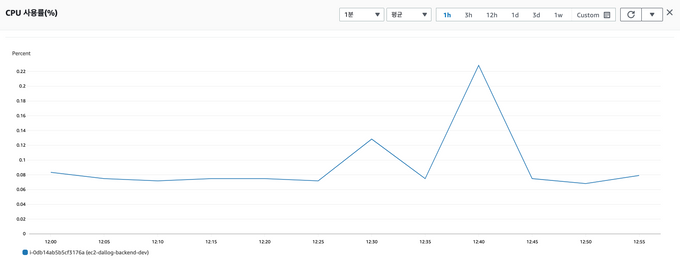 CPU 사용률(%)
1분 평균 1h 3h 12h 1d 3d 1w Custom
Percent
0.22
0.2
0.18
0.16
0.14
0.12
0.1
0.08
0.06
0.04
0.02
0
12:00 12:05 12:10 12:15 12:20 12:25 12:30 12:35 12:40 12:45 12:50 12:55
i-0db14ab5b5cf3176a (ec2-dallog-backend-dev)